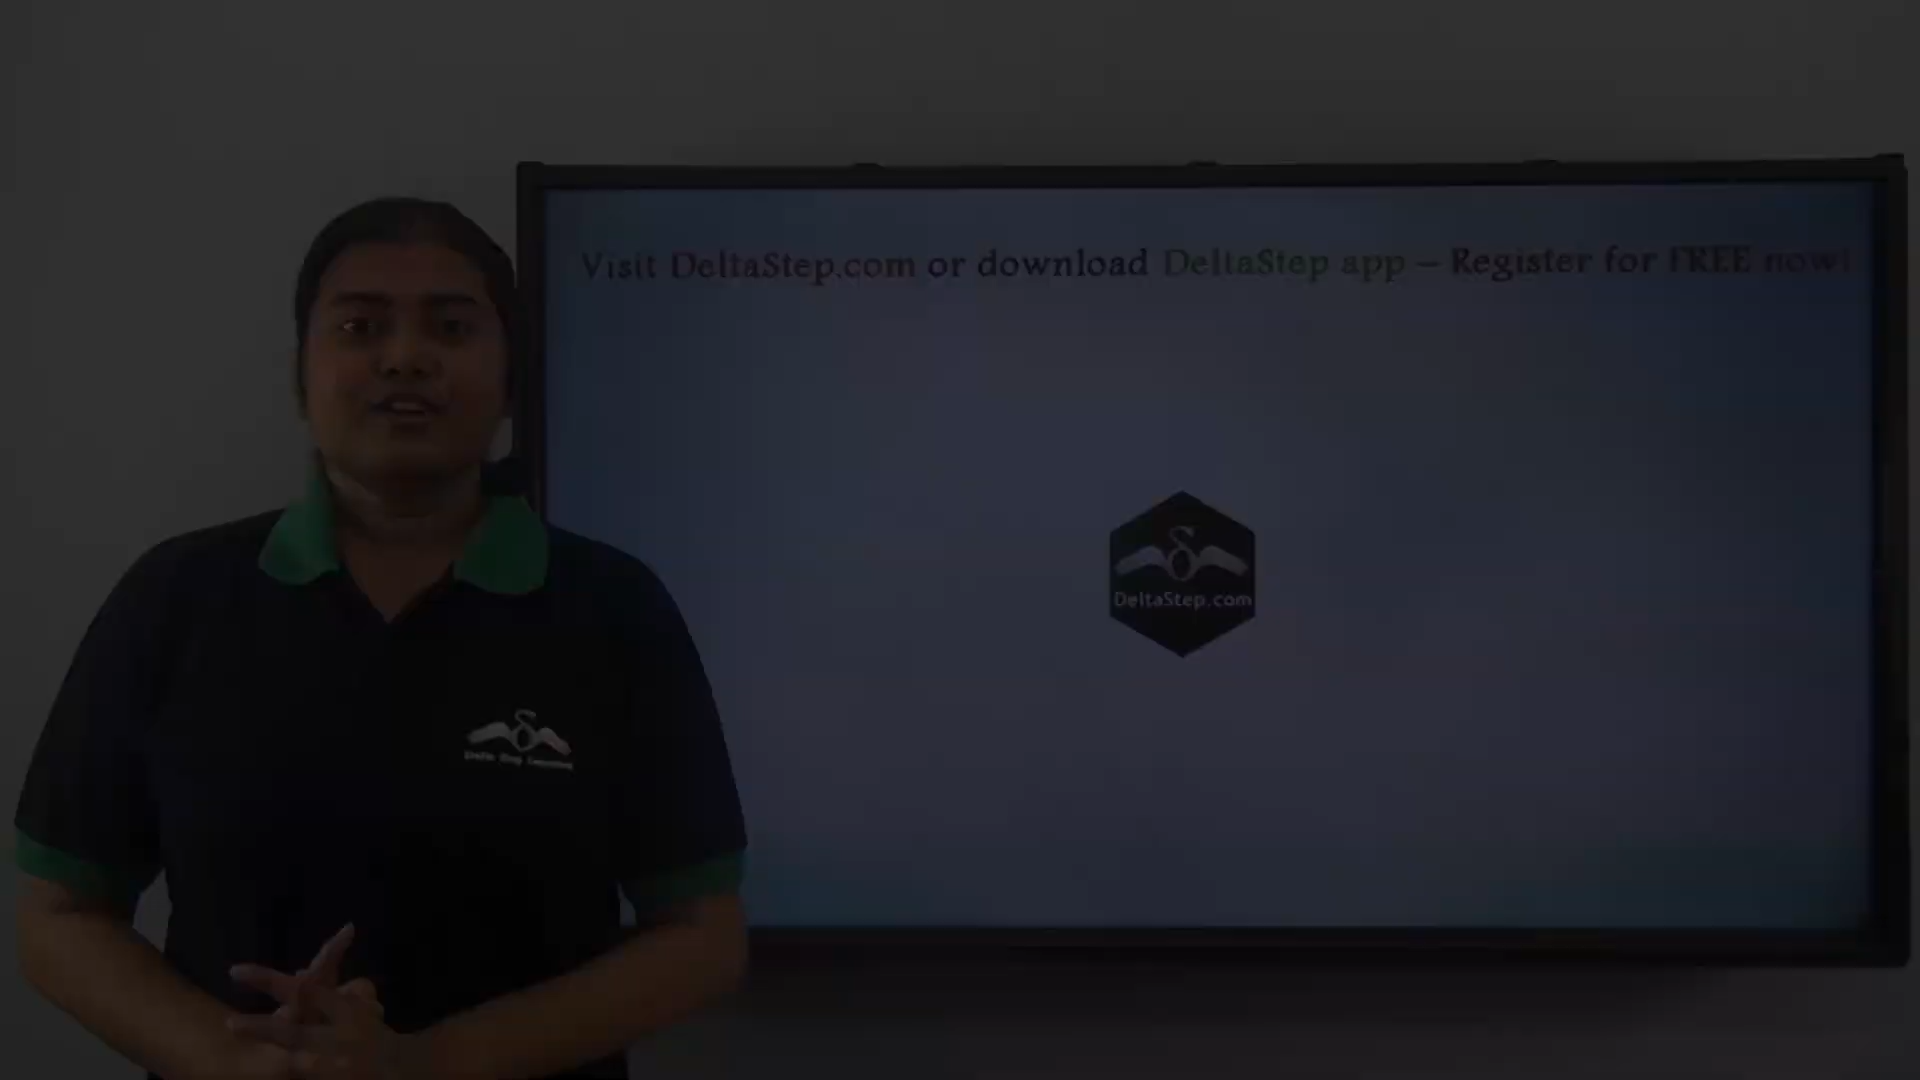 Visit DeltaStep.com or download DeltaStep app – Register for FREE now!
DeltaStep.com